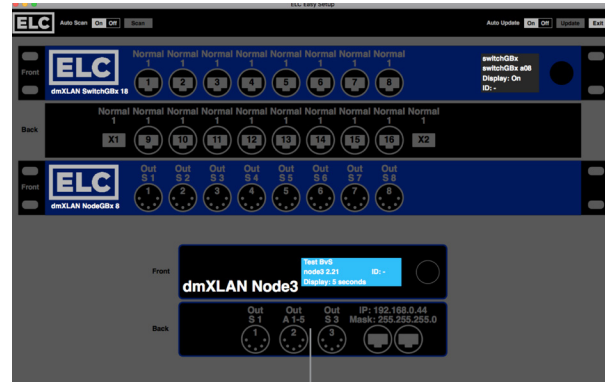 ELC Easy Setup
ELC Auto Scan On Off Scan Auto Update On Off Update Exit
Normal Normal Normal Normal Normal Normal Normal Normal
1 1 1 1 1 1 1 1
Front ELC 1 2 3 4 5 6 7 8
dmXLAN SwitchGBx 18
switchGBx
switchGBx a08
Display: On
ID: -
Normal Normal Normal Normal Normal Normal Normal Normal Normal Normal
1 1 1 1 1 1 1 1 1 1
Back X1 9 10 11 12 13 14 15 16 X2
Out Out Out Out Out Out Out Out
S 1 S 2 S 3 S 4 S 5 S 6 S 7 S 8
Front ELC 1 2 3 4 5 6 7 8
dmXLAN NodeGBx 8
Front dmXLAN Node3
Test BvS
node3 2.21 ID: -
Display: 5 seconds
Out Out Out IP: 192.168.0.44
S 1 A 1-5 S 3 Mask: 255.255.255.0
Back 1 2 3